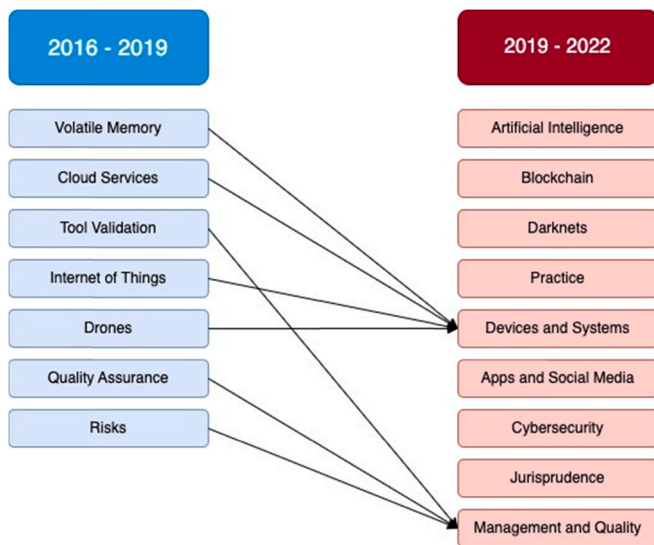 2016 - 2019
2019 - 2022
Volatile Memory
Artificial Intelligence
Cloud Services
Blockchain
Tool Validation
Darknets
Internet of Things
Practice
Drones
Devices and Systems
Quality Assurance
Apps and Social Media
Risks
Cybersecurity
Jurisprudence
Management and Quality